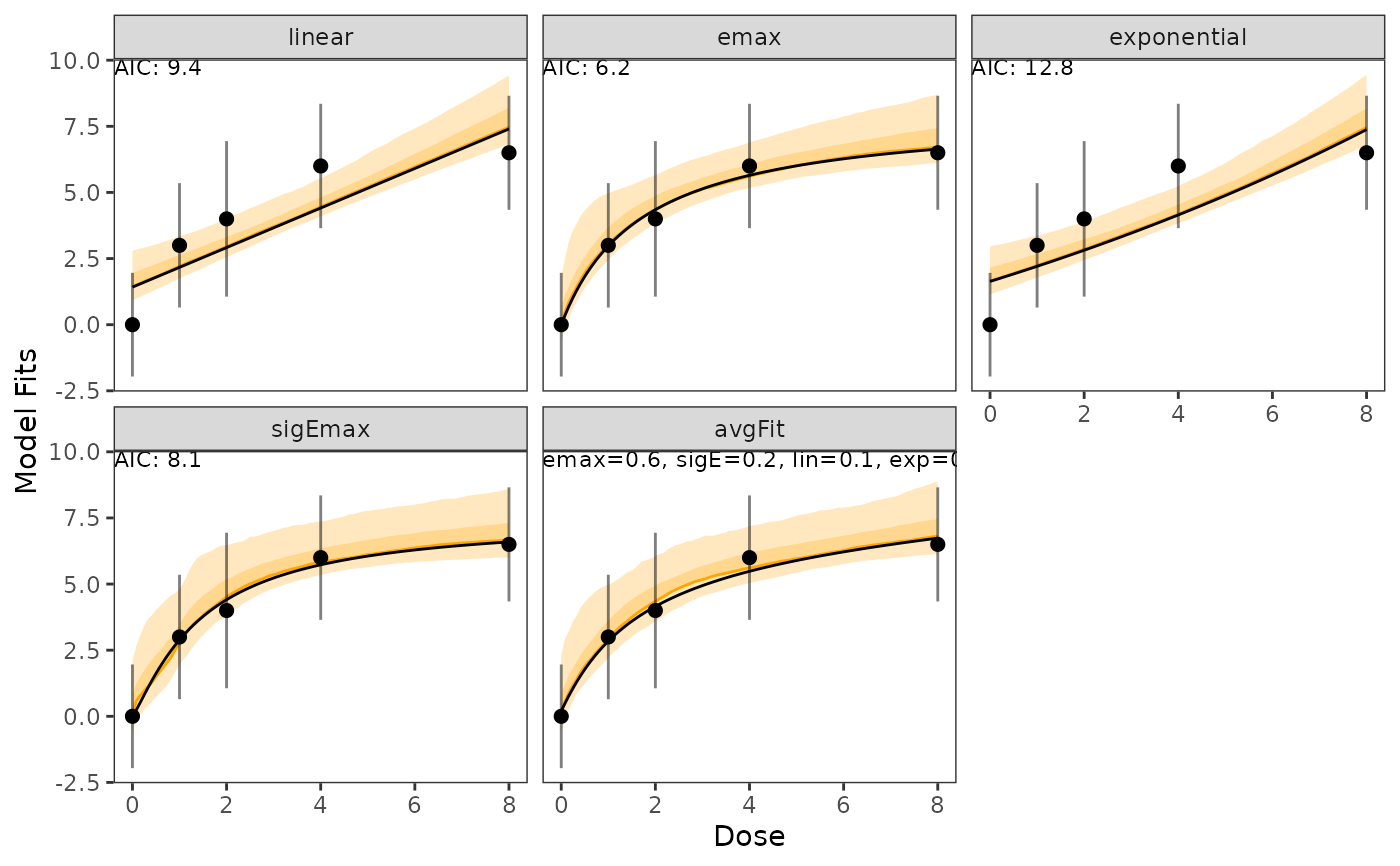 linear
emax
exponential
AIC: 9.4
AIC: 6.2
AIC: 12.8
10.0
7.5
5.0
2.5
0.0
-2.5
0 2 4 6 8
Model Fits
sigEmax
avgFit
AIC: 8.1
emax=0.6, sigE=0.2, lin=0.1, exp=
10.0
7.5
5.0
2.5
0.0
-2.5
0 2 4 6 8
0 2 4 6 8
Dose